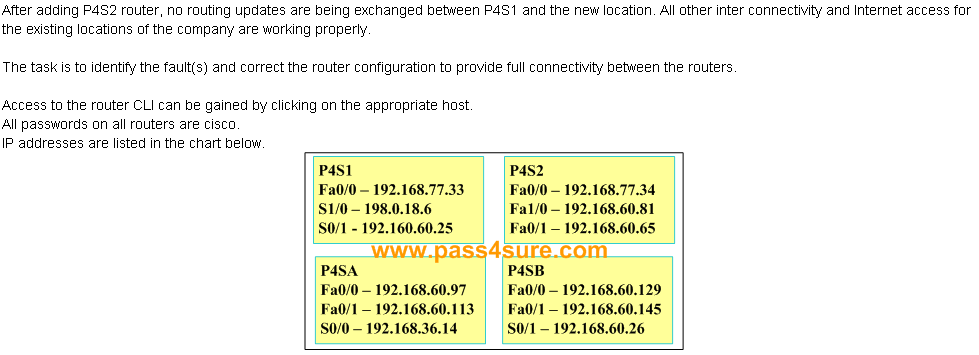 After adding P4S2 router, no routing updates are being exchanged between P4S1 and the new location. All other inter connectivity and Internet access for
the existing locations of the company are working properly.
The task is to identify the fault(s) and correct the router configuration to provide full connectivity between the routers.
Access to the router CLI can be gained by clicking on the appropriate host.
All passwords on all routers are cisco.
IP addresses are listed in the chart below.
P4S1
Fa0/0 – 192.168.77.33
S1/0 – 198.0.18.6
S0/1 - 192.160.60.25
P4S2
Fa0/0 – 192.168.77.34
Fa1/0 – 192.168.60.81
Fa0/1 – 192.168.60.65
www.pass4sure.com
P4SA
Fa0/0 – 192.168.60.97
Fa0/1 – 192.168.60.113
S0/0 – 192.168.36.14
P4SB
Fa0/0 – 192.168.60.129
Fa0/1 – 192.168.60.145
S0/1 – 192.168.60.26